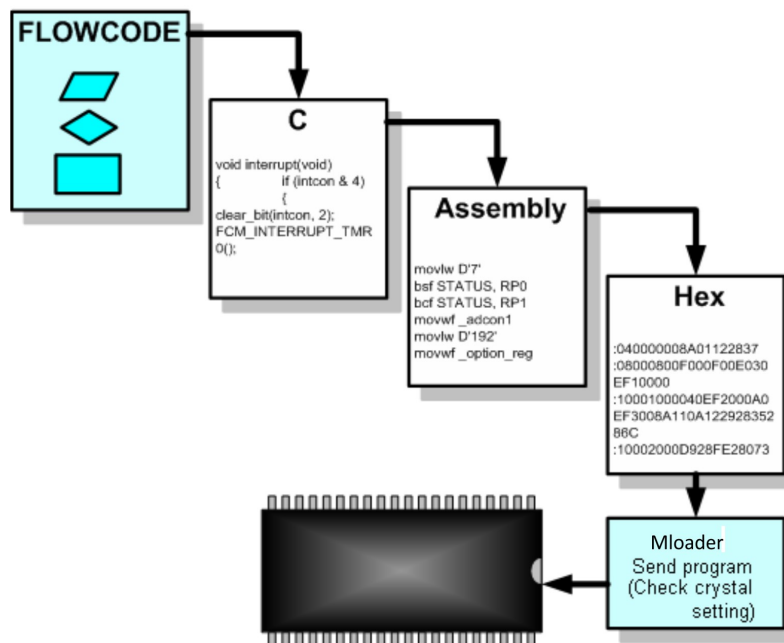 FLOWCODE
C
void interrupt(void)
{ if (intcon & 4)
{
clear_bit(intcon, 2);
FCM_INTERRUPT_TMR
0();
Assembly
movlw D'7'
bsf STATUS, RP0
bcf STATUS, RP1
movwf _adcon1
movlw D'192'
movwf _option_reg
Hex
:040000008A01122837
:08000800F000F00E030
EF10000
:10001000040EF2000A0
EF3008A110A122928352
86C
:10002000D928FE28073
Mloader
Send program
(Check crystal
setting)